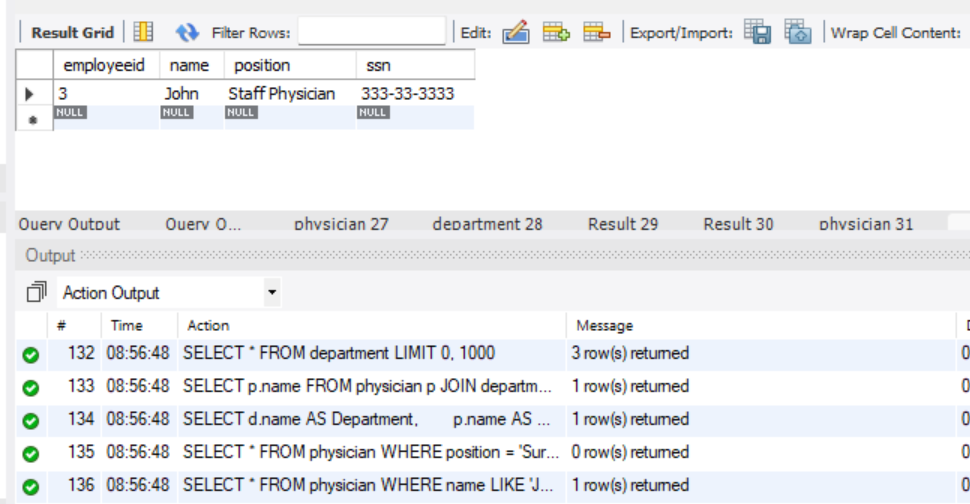 Result Grid Filter Rows: Edit: Export/Import: Wrap Cell Content:
employeeid name position ssn
3 John Staff Physician 333-33-3333
NULL NULL NULL NULL
Query Output Query O... physician 27 department 28 Result 29 Result 30 physician 31
Output
Action Output
# Time Action Message
132 08:56:48 SELECT * FROM department LIMIT 0, 1000 3 row(s) returned 0
133 08:56:48 SELECT p.name FROM physician p JOIN departm... 1 row(s) returned 0
134 08:56:48 SELECT d.name AS Department, p.name AS ... 1 row(s) returned 0
135 08:56:48 SELECT * FROM physician WHERE position = 'Sur... 0 row(s) returned 0
136 08:56:48 SELECT * FROM physician WHERE name LIKE 'J... 1 row(s) returned 0